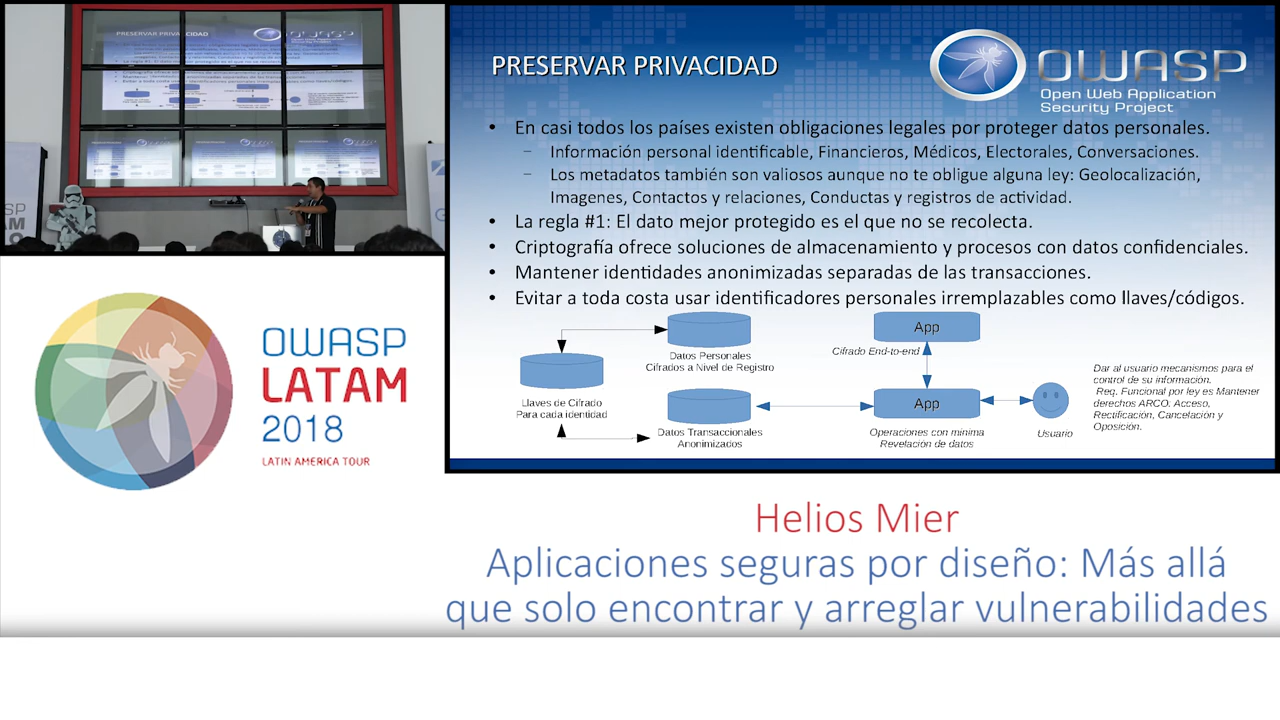 PRESERVAR PRIVACIDAD
OWASP
Open Web Application
Security Project
• En casi todos los países existen obligaciones legales por proteger datos personales.
– Información personal identificable, Financieros, Médicos, Electorales, Conversaciones.
– Los metadatos también son valiosos aunque no te obligue alguna ley: Geolocalización,
Imagenes, Contactos y relaciones, Conductas y registros de actividad.
• La regla #1: El dato mejor protegido es el que no se recolecta.
• Criptografía ofrece soluciones de almacenamiento y procesos con datos confidenciales.
• Mantener identidades anonimizadas separadas de las transacciones.
• Evitar a toda costa usar identificadores personales irremplazables como llaves/códigos.
Datos Personales
Cifrados a Nivel de Registro
Llaves de Cifrado
Para cada identidad
Datos Transaccionales
Anonimizados
App
Cifrado End-to-end
App
Operaciones con mínima
Revelación de datos
Usuario
Dar al usuario mecanismos para el
control de su información.
Req. Funcional por ley es Mantener
derechos ARCO: Acceso,
Rectificación, Cancelación y
Oposición.
OWASP
LATAM
2018
LATIN AMERICA TOUR
Helios Mier
Aplicaciones seguras por diseño: Más allá
que solo encontrar y arreglar vulnerabilidades